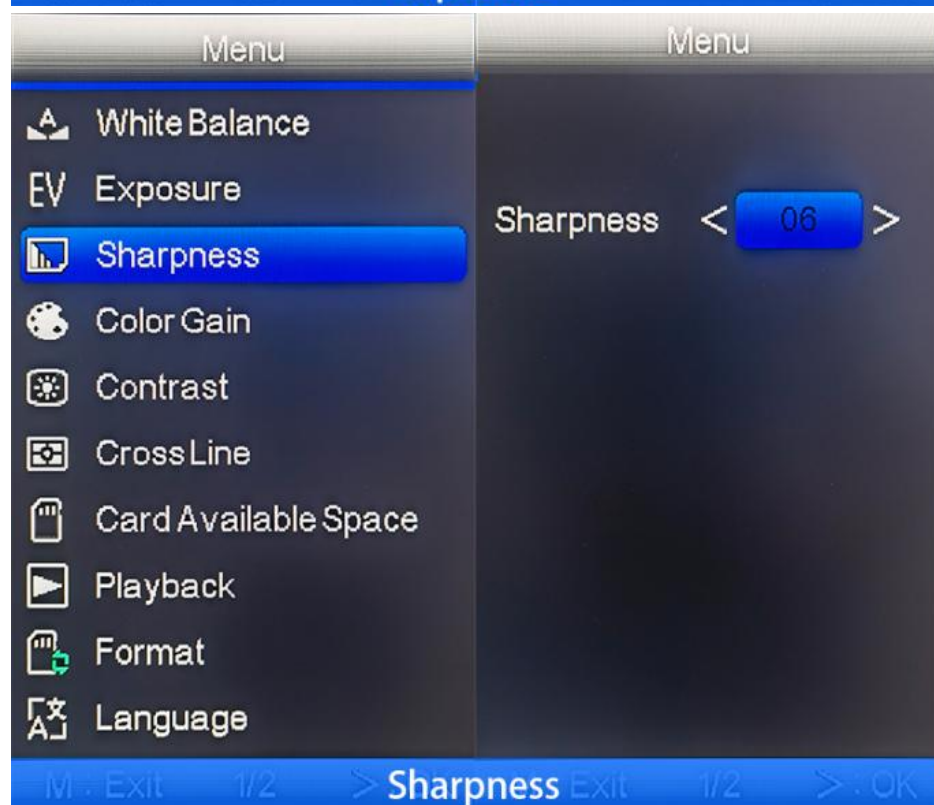 Menu
White Balance
EV Exposure
Sharpness
Color Gain
Contrast
Cross Line
Card Available Space
Playback
Format
Language
M : Exit 1/2 >
Menu
Sharpness < 06 >
Exit 1/2 > : OK
Sharpness